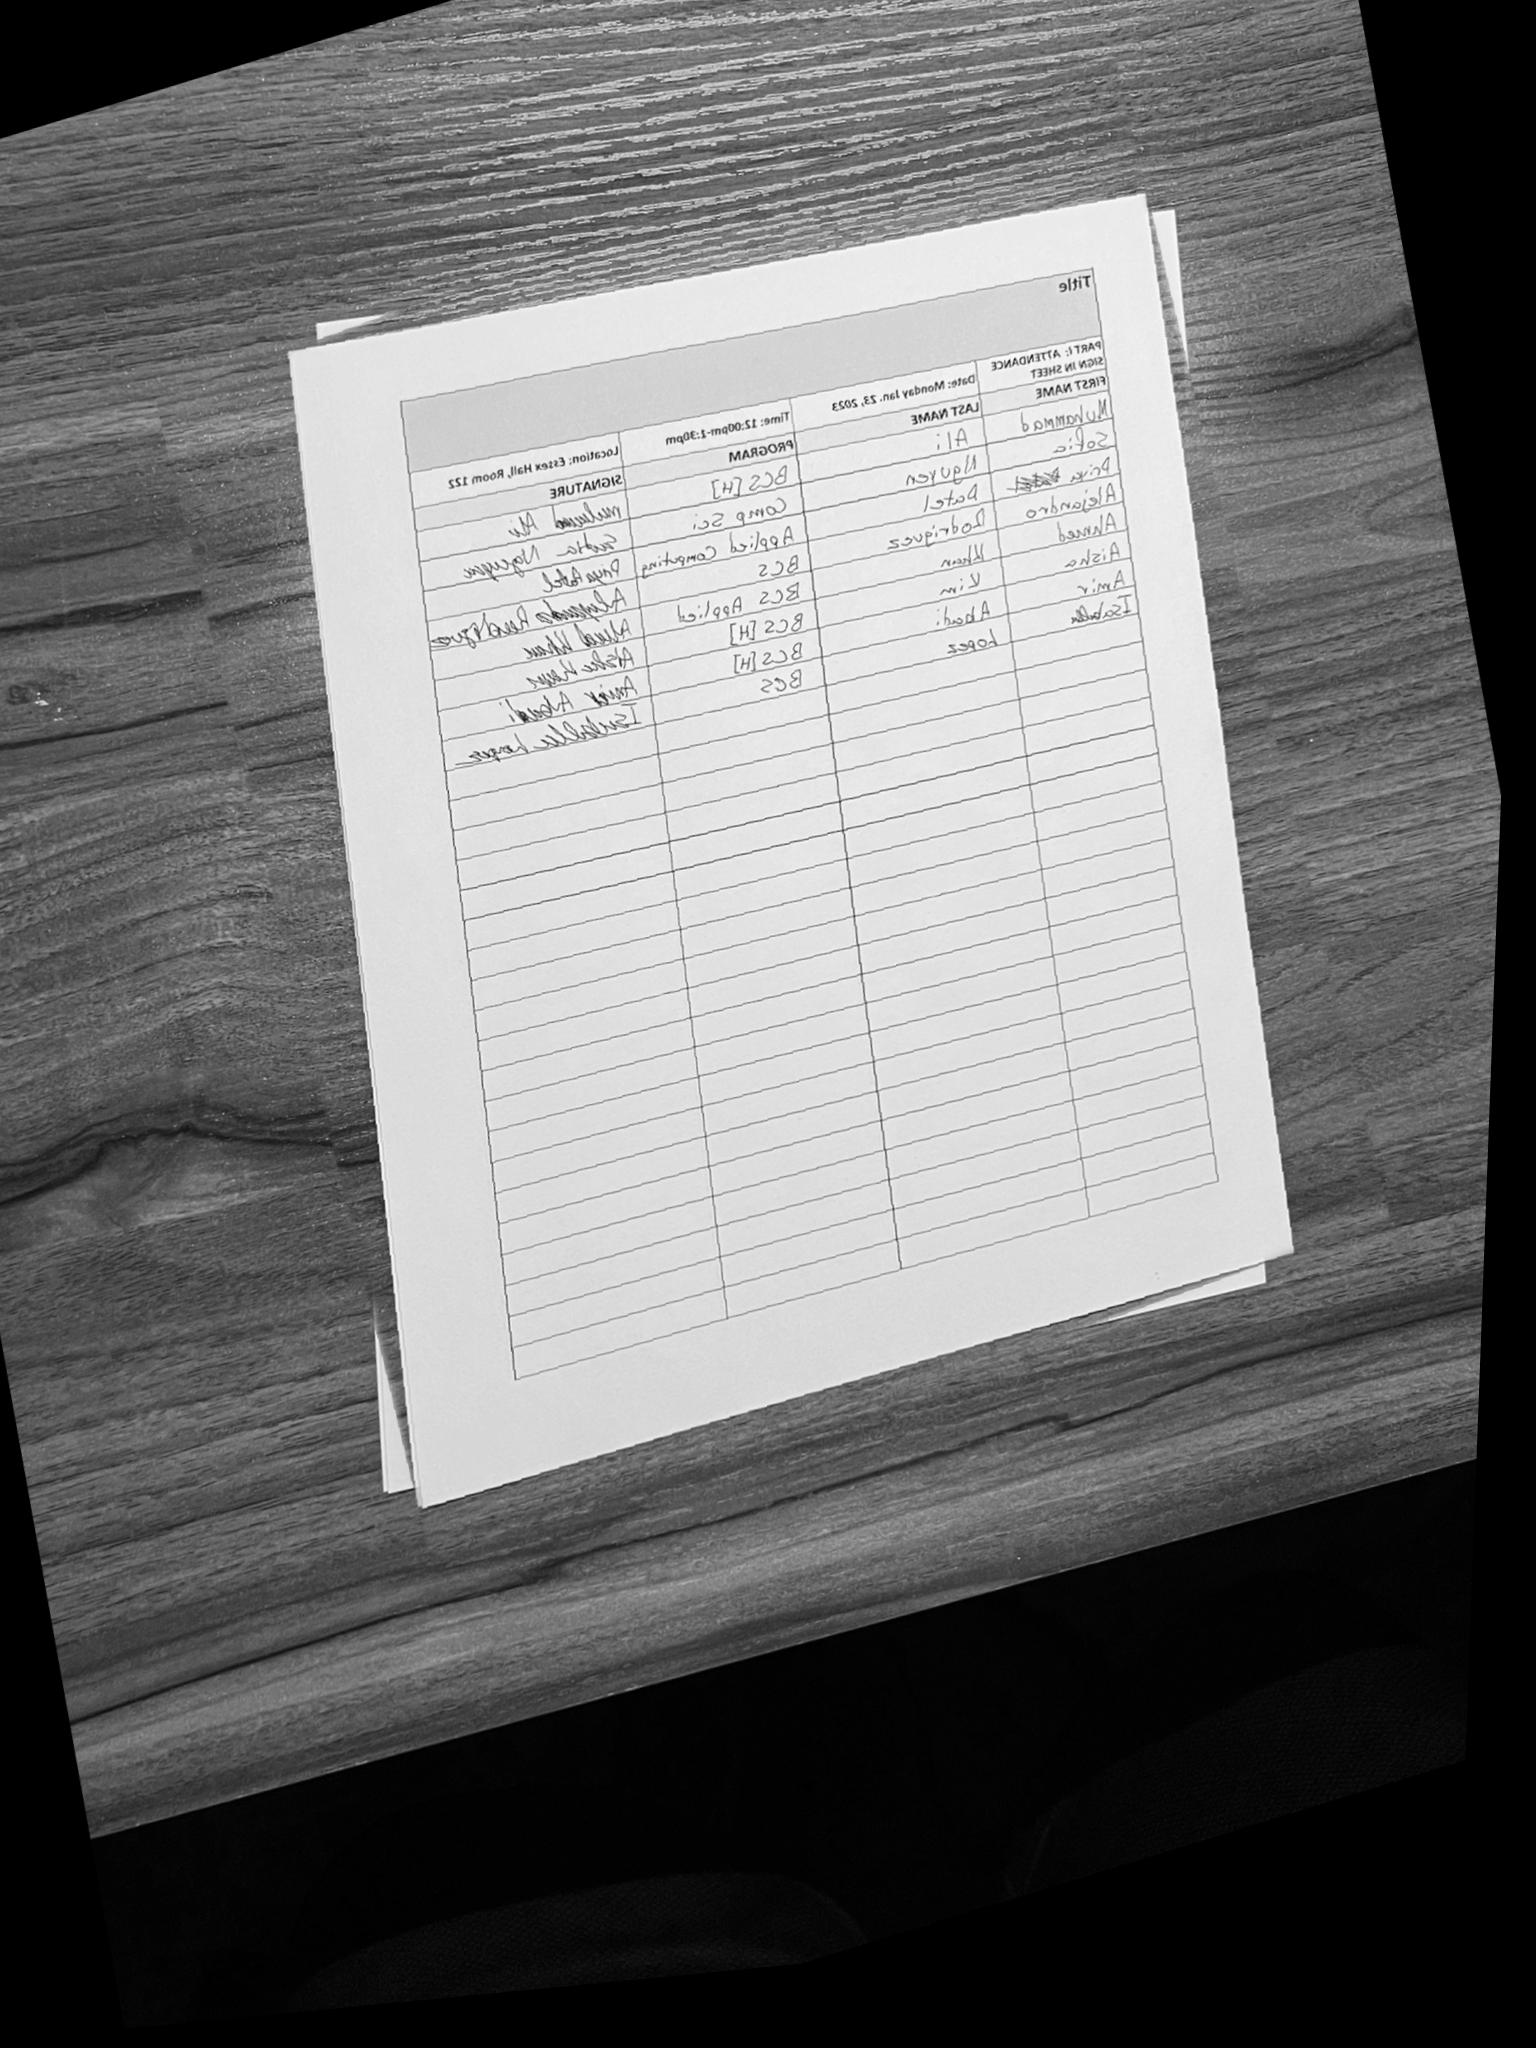 Title
PART I: ATTENDANCE SIGN IN SHEET Date: Monday Jan. 23, 2023 Time: 12:00pm-1:30pm Location: Essex Hall, Room 122
FIRST NAME LAST NAME PROGRAM SIGNATURE
Muhammad Ali BCS [H] Ali
Sofia Nguyen Comp Sci Nguyen
Priya Patel Applied Computing Priya Patel
Alejandro Rodriguez BCS Alejandro Rodriguez
Ahmed Khan BCS Applied Ahmed Khan
Aisha Kim BCS [H] Aisha
Amir Abadi BCS [H] Amir Abadi
Isabella Lopez BCS Isabella Lopez